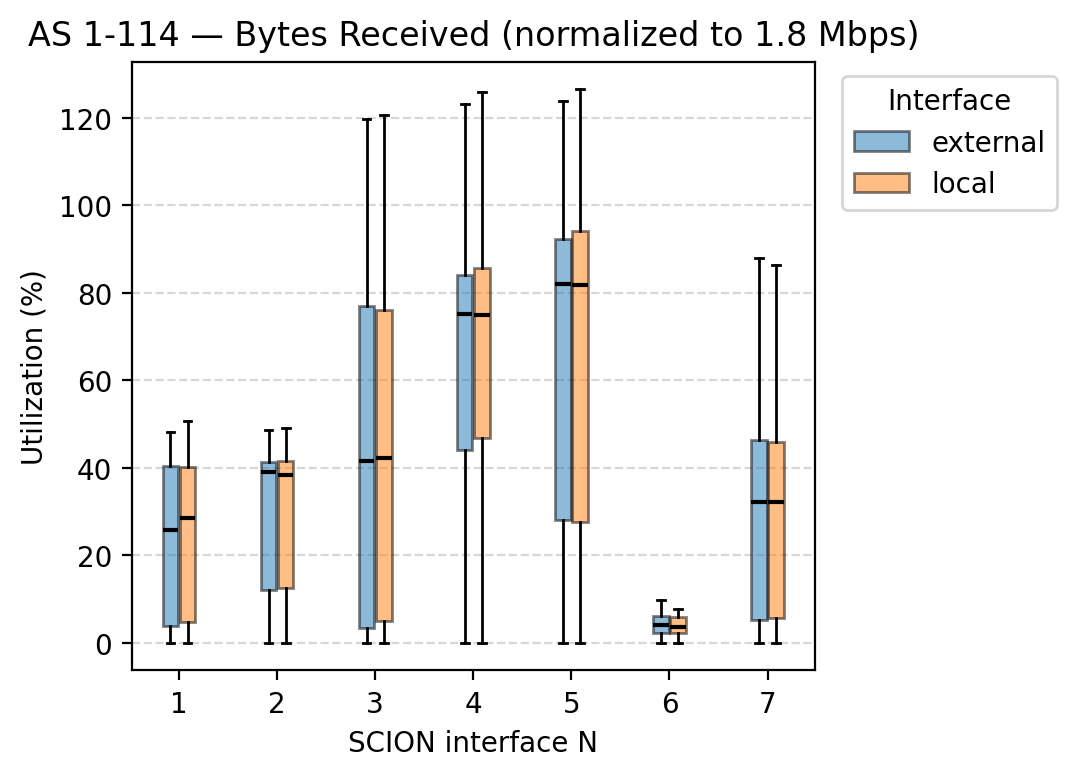 AS 1-114 — Bytes Received (normalized to 1.8 Mbps)
Interface
external
local
Utilization (%)
120
100
80
60
40
20
0
1 2 3 4 5 6 7
SCION interface N